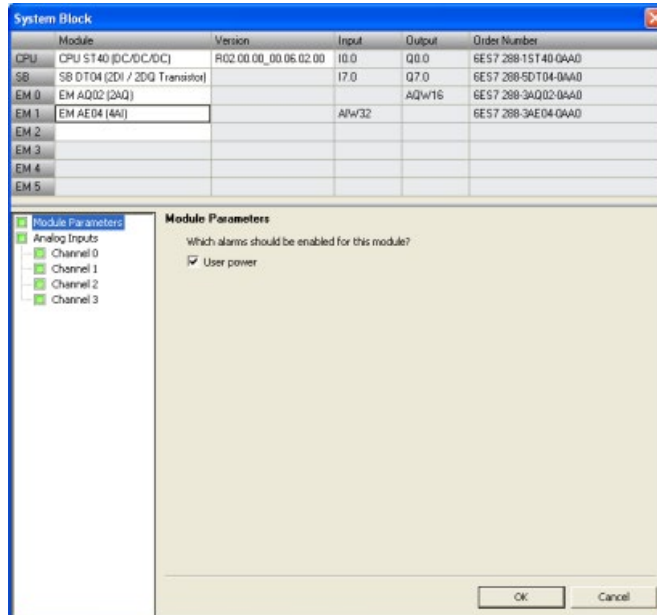 System Block
Module Version Input Output Order Number
CPU CPU ST40 (DC/DC/DC) R02.00.00_00.06.02.00 I0.0 Q0.0 6ES7 288-1ST40-0AA0
SB SB DT04 (2DI / 2DQ Transistor) I7.0 Q7.0 6ES7 288-5DT04-0AA0
EM 0 EM AQ02 (2AQ) AQW16 6ES7 288-3AQ02-0AA0
EM 1 EM AE04 (4AI) AIW32 6ES7 288-3AE04-0AA0
EM 2
EM 3
EM 4
EM 5
Module Parameters
Analog Inputs
Channel 0
Channel 1
Channel 2
Channel 3
Module Parameters
Which alarms should be enabled for this module?
User power
OK Cancel